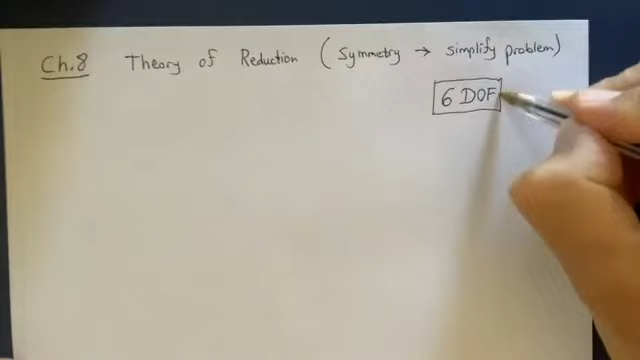 Ch.8 Theory of Reduction (Symmetry → simplify problem)
6 DOF